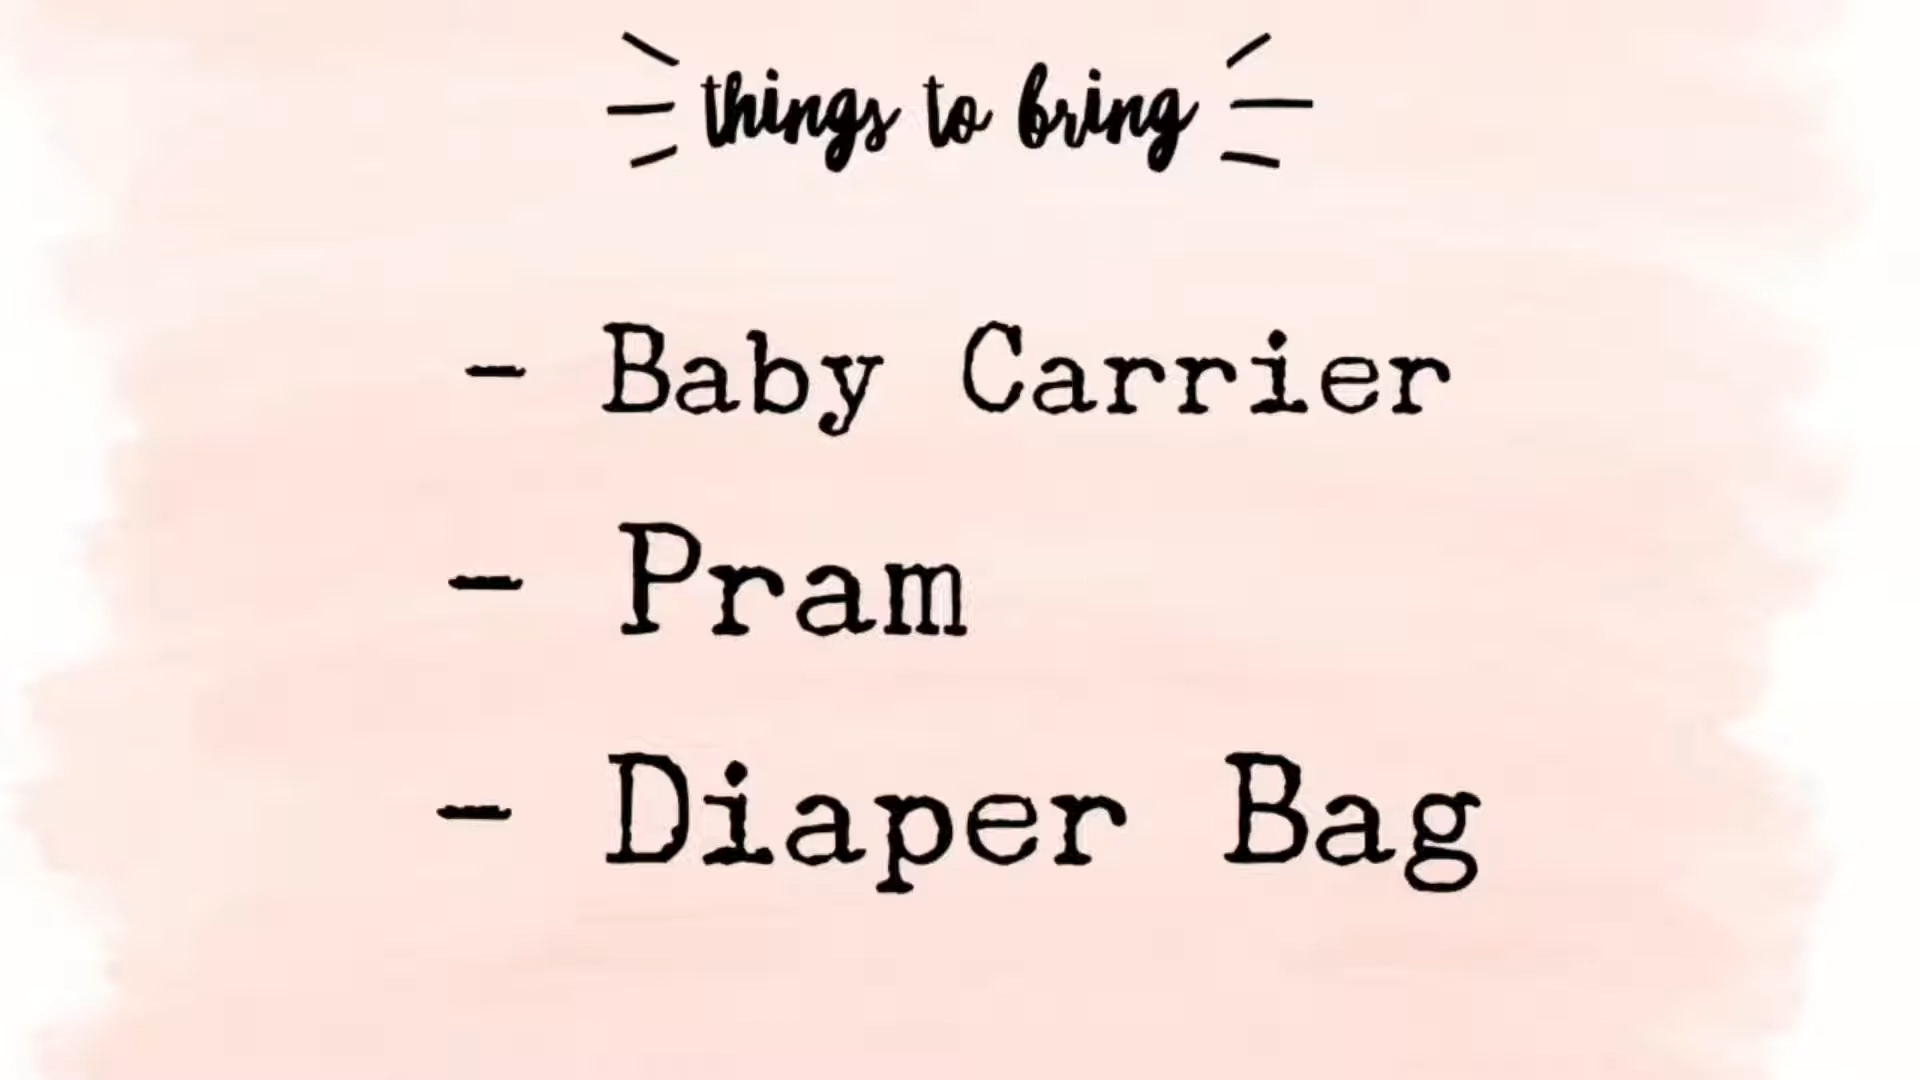 things to bring
- Baby Carrier
- Pram
- Diaper Bag